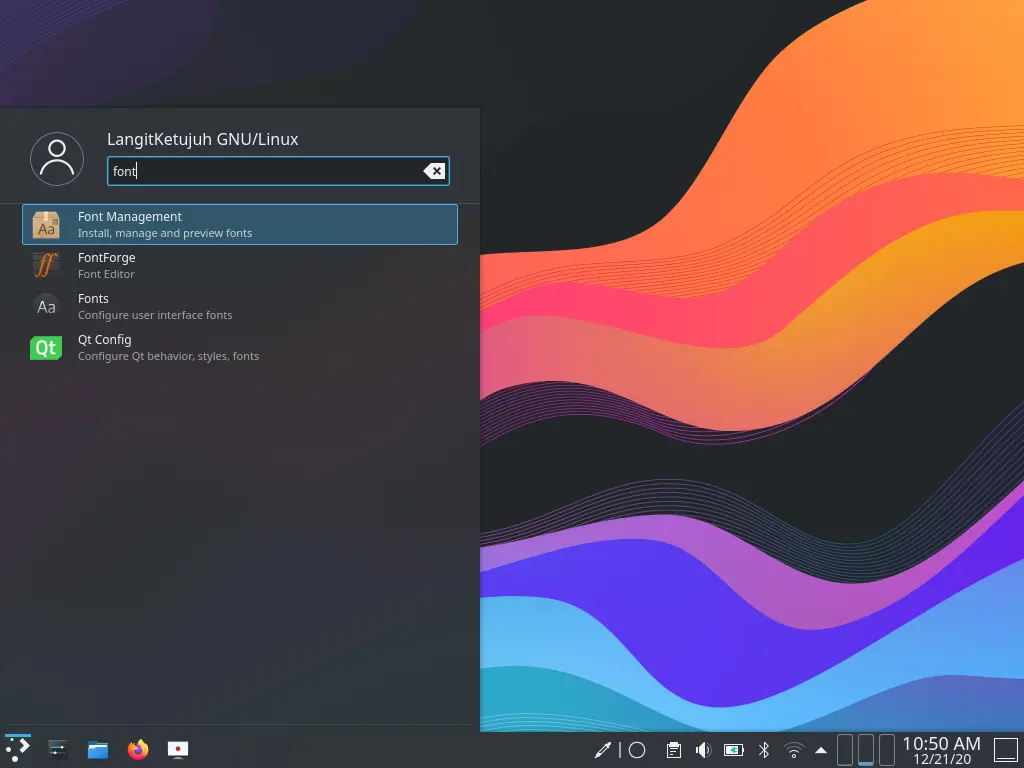 LangitKetujuh GNU/Linux
font
Aa
Font Management
Install, manage and preview fonts
ff
FontForge
Font Editor
Aa
Fonts
Configure user interface fonts
Qt
Qt Config
Configure Qt behavior, styles, fonts
10:50 AM
12/21/20